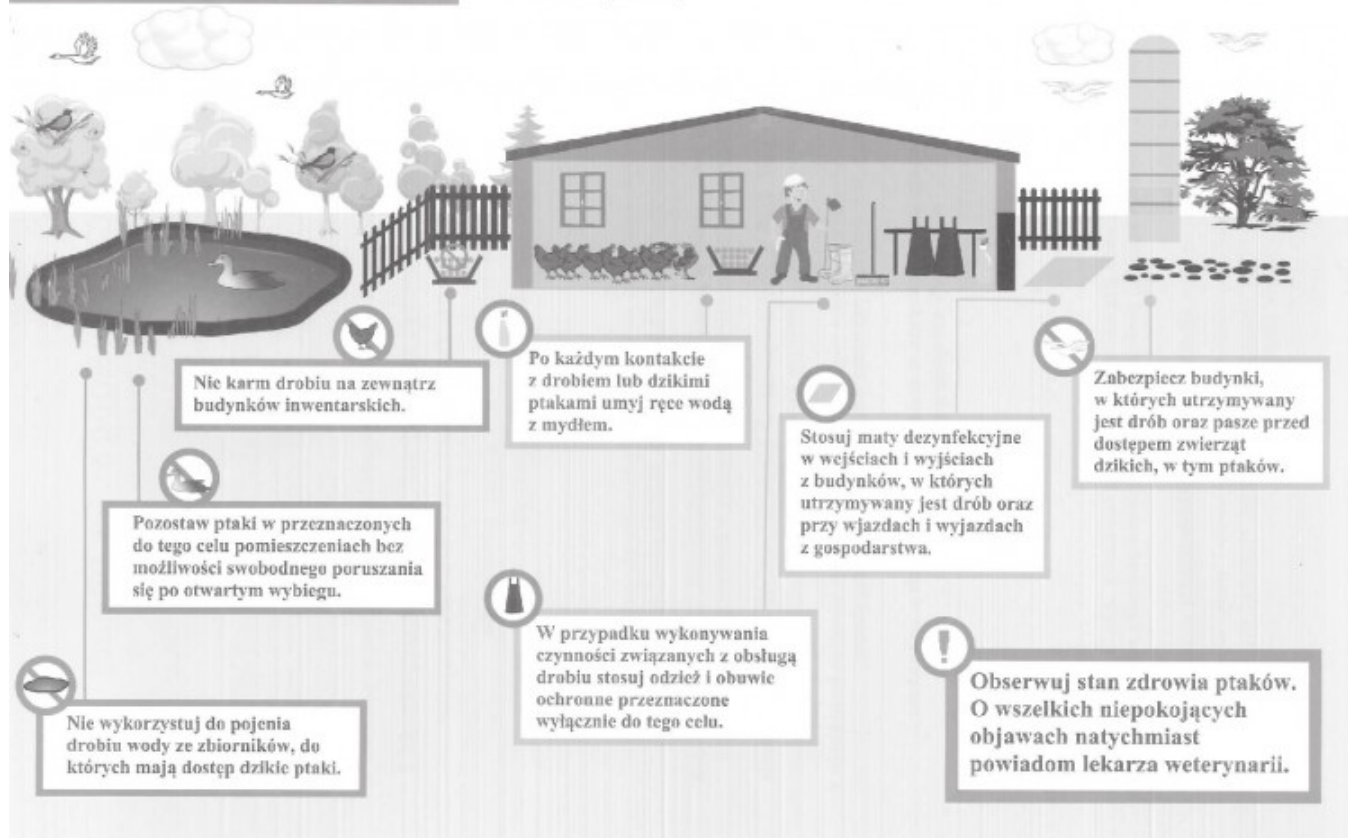 Nie karm drobiu na zewnątrz
budynków inwentarskich.
Po każdym kontakcie
z drobiem lub dzikimi
ptakami umyj ręce wodą
z mydłem.
Stosuj maty dezynfekcyjne
w wejściach i wyjściach
z budynków, w których
utrzymywany jest drób oraz
przy wjazdach i wyjazdach
z gospodarstwa.
Zabezpiecz budynki,
w których utrzymywany
jest drób oraz pasze przed
dostępem zwierząt
dzikich, w tym ptaków.
Pozostaw ptaki w przeznaczonych
do tego celu pomieszczeniach bez
możliwości swobodnego poruszania
się po otwartym wybiegu.
W przypadku wykonywania
czynności związanych z obsługą
drobiu stosuj odzież i obuwie
ochronne przeznaczone
wyłącznie do tego celu.
Nie wykorzystuj do pojenia
drobiu wody ze zbiorników, do
których mają dostęp dzikie ptaki.
Obserwuj stan zdrowia ptaków.
O wszelkich niepokojących
objawach natychmiast
powiadom lekarza weterynarii.